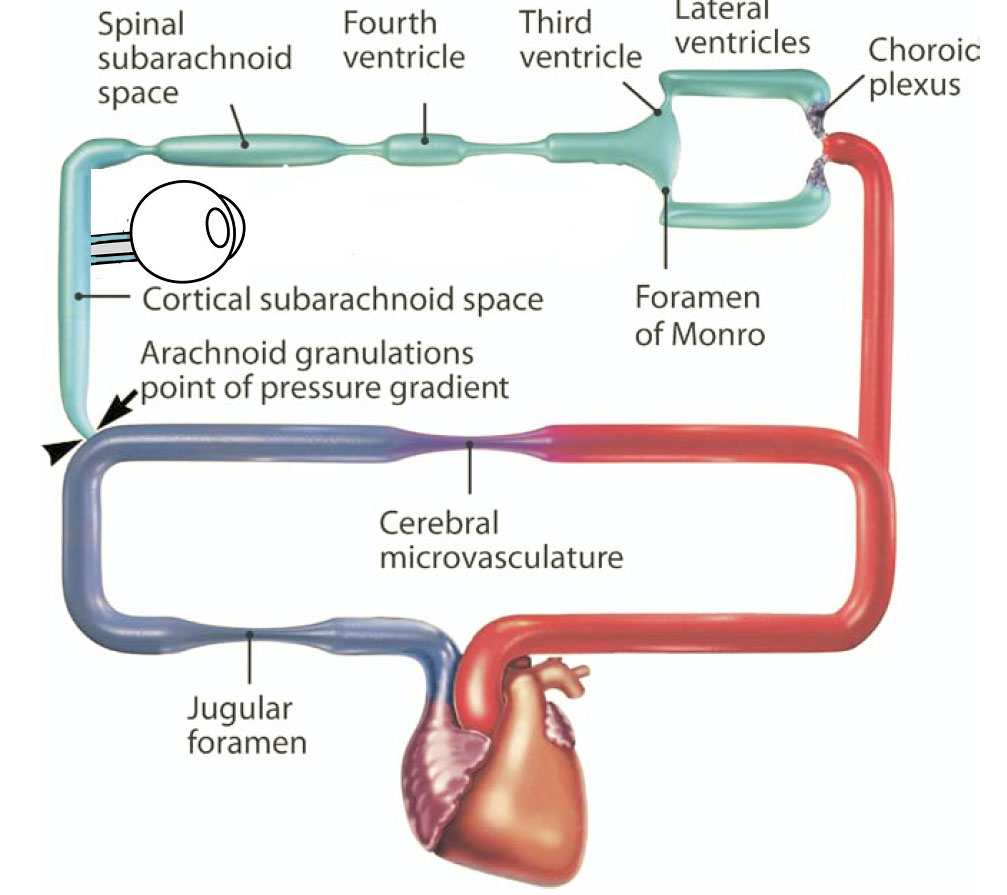 Spinal
subarachnoid
space
Fourth
ventricle
Third
ventricle
Lateral
ventricles
Choroid
plexus
Cortical subarachnoid space
Foramen
of Monro
Arachnoid granulations
point of pressure gradient
Cerebral
microvasculature
Jugular
foramen